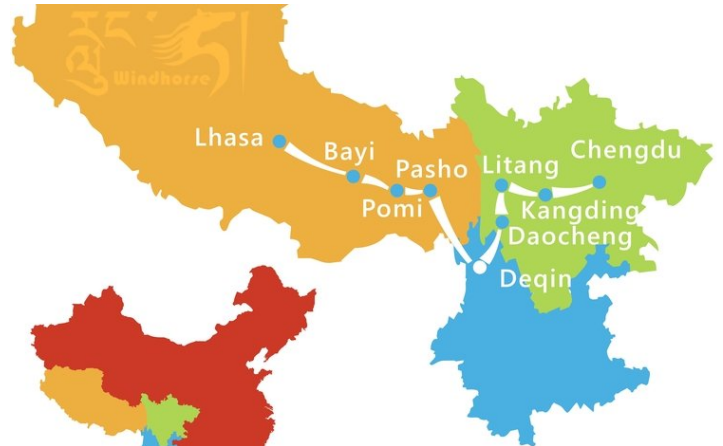 Windhorse
Lhasa
Bayi
Pasho
Pomi
Litang
Chengdu
Kangding
Daocheng
Deqin